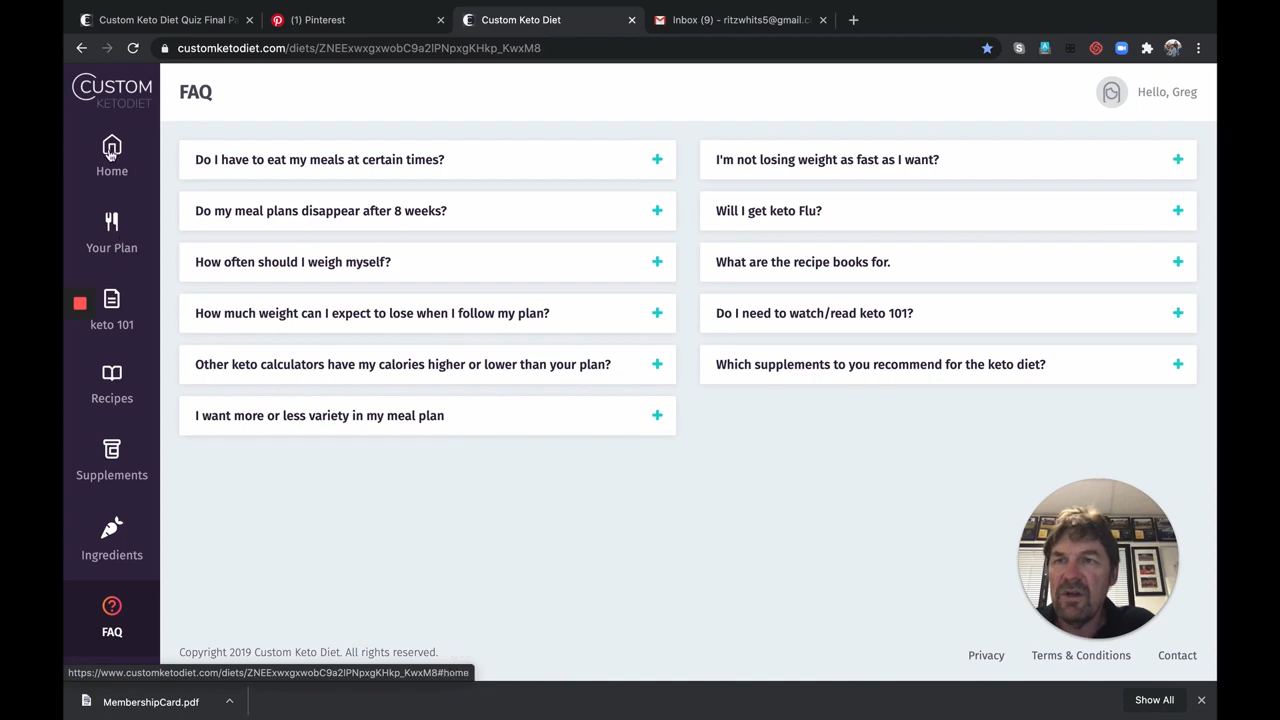 Custom Keto Diet Quiz Final Pa
(1) Pinterest
Custom Keto Diet
Inbox (9) - ritzwhits5@gmail.c
customketodiet.com/diets/ZNEExwxgxwobC9a2lPNpxgKHkp_KwxM8
CUSTOM
KETODIET
FAQ
Hello, Greg
Home
Your Plan
keto 101
Recipes
Supplements
Ingredients
FAQ
Do I have to eat my meals at certain times?
Do my meal plans disappear after 8 weeks?
How often should I weigh myself?
How much weight can I expect to lose when I follow my plan?
Other keto calculators have my calories higher or lower than your plan?
I want more or less variety in my meal plan
I'm not losing weight as fast as I want?
Will I get keto Flu?
What are the recipe books for.
Do I need to watch/read keto 101?
Which supplements to you recommend for the keto diet?
Copyright 2019 Custom Keto Diet. All rights reserved.
Privacy
Terms & Conditions
Contact
https://www.customketodiet.com/diets/ZNEExwxgxwobC9a2lPNpxgKHkp_KwxM8#home
MembershipCard.pdf
Show All